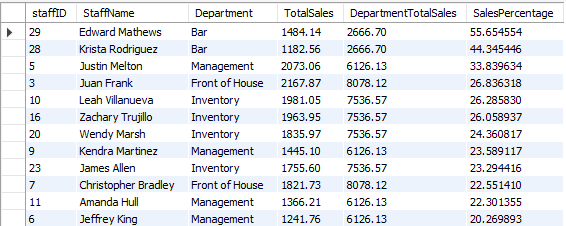 staffID StaffName Department TotalSales DepartmentTotalSales SalesPercentage
29 Edward Mathews Bar 1484.14 2666.70 55.654554
28 Krista Rodriguez Bar 1182.56 2666.70 44.345446
5 Justin Melton Management 2073.06 6126.13 33.839634
3 Juan Frank Front of House 2167.87 8078.12 26.836318
10 Leah Villanueva Inventory 1981.05 7536.57 26.285830
16 Zachary Trujillo Inventory 1963.95 7536.57 26.058937
20 Wendy Marsh Inventory 1835.97 7536.57 24.360817
9 Kendra Martinez Management 1445.10 6126.13 23.589117
23 James Allen Inventory 1755.60 7536.57 23.294416
7 Christopher Bradley Front of House 1821.73 8078.12 22.551410
11 Amanda Hull Management 1366.21 6126.13 22.301355
6 Jeffrey King Management 1241.76 6126.13 20.269893